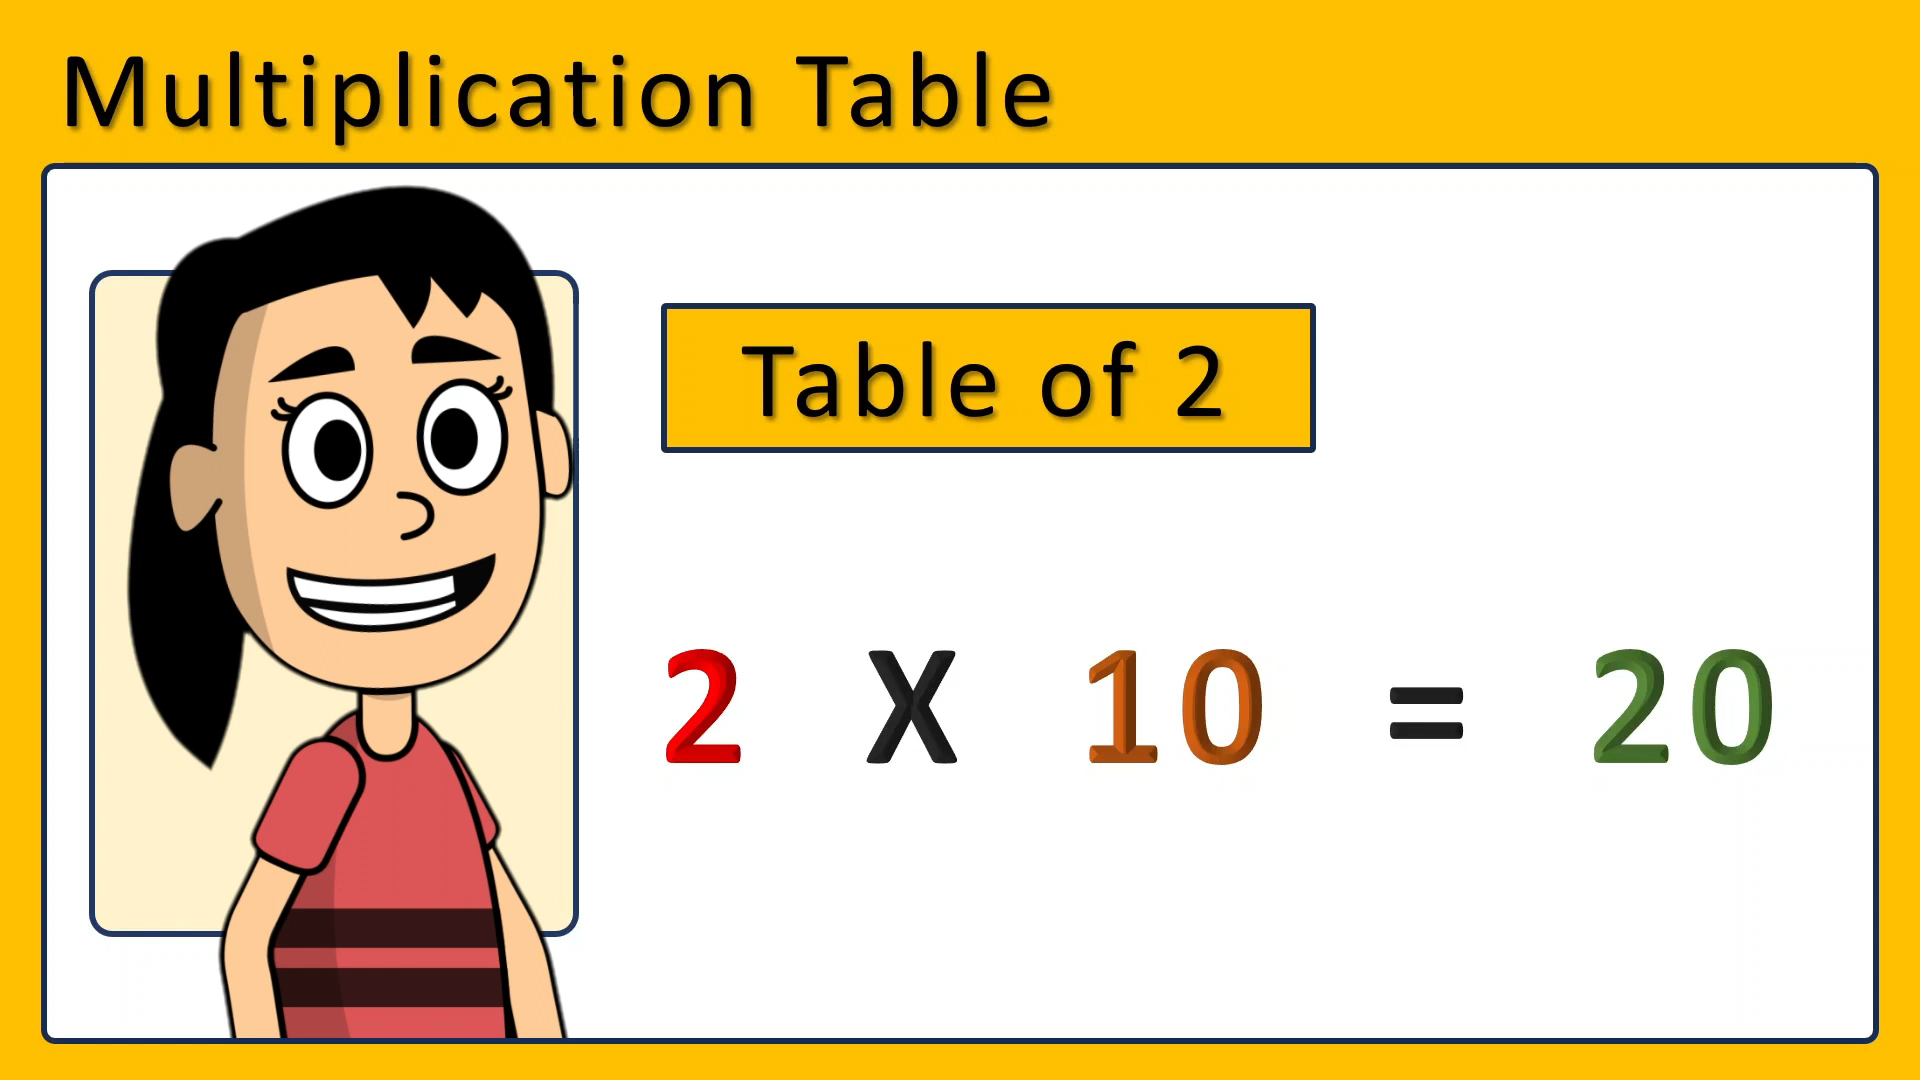 Multiplication Table
Table of 2
2 X 10 = 20